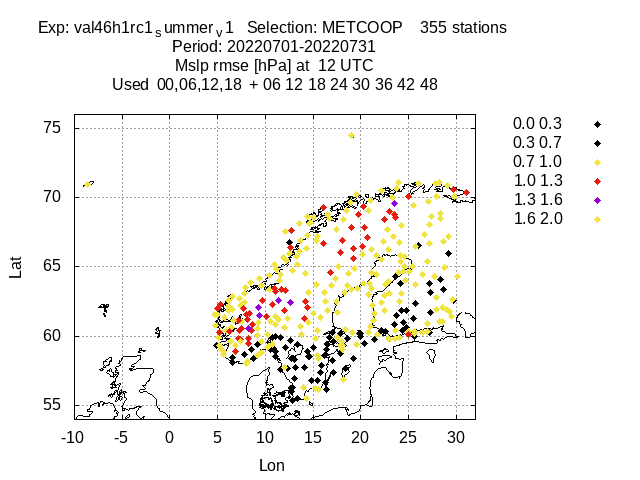 Exp: val46h1rc1ₛummerᵥ1 Selection: METCOOP 355 stations
Period: 20220701-20220731
Mslp rmse [hPa] at 12 UTC
Used 00,06,12,18 + 06 12 18 24 30 36 42 48
0.0 0.3
0.3 0.7
0.7 1.0
1.0 1.3
1.3 1.6
1.6 2.0
75
70
65
60
55
Lat
-10 -5 0 5 10 15 20 25 30
Lon